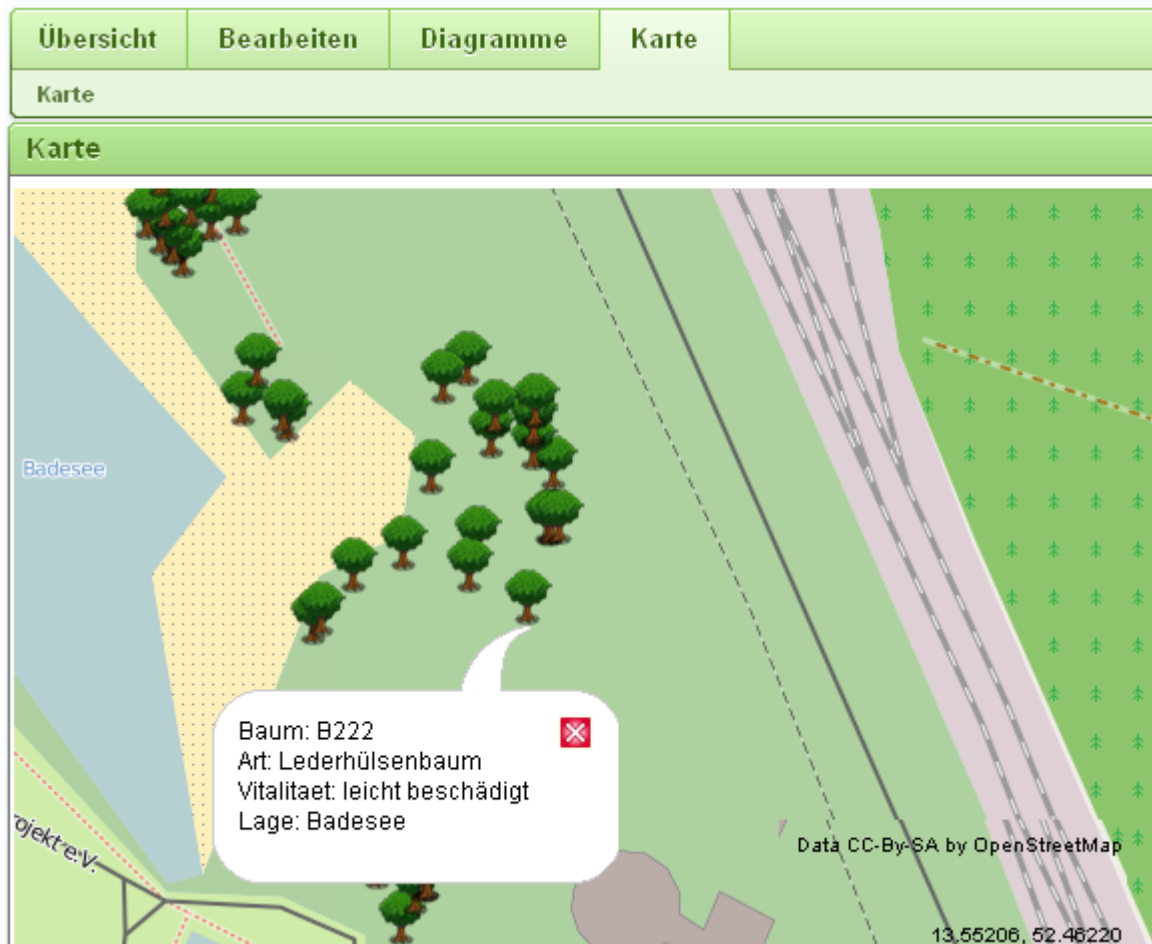 Übersicht Bearbeiten Diagramme Karte
Karte
Karte
Badesee
Baum: B222
Art: Lederhülsenbaum
Vitalitaet: leicht beschädigt
Lage: Badesee
ojekt e.V.
Data CC-By-SA by OpenStreetMap
13.55206, 52.46220